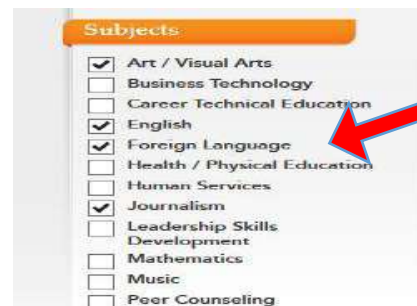 Subjects
Art / Visual Arts
Business Technology
Career Technical Education
English
Foreign Language
Health / Physical Education
Human Services
Journalism
Leadership Skills
Development
Mathematics
Music
Peer Counseling